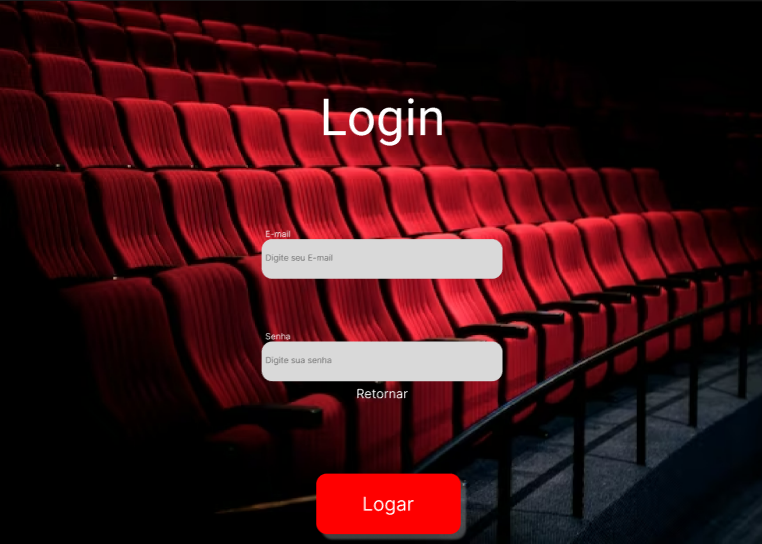 Login
E-mail
Digite seu E-mail
Senha
Digite sua senha
Retornar
Logar